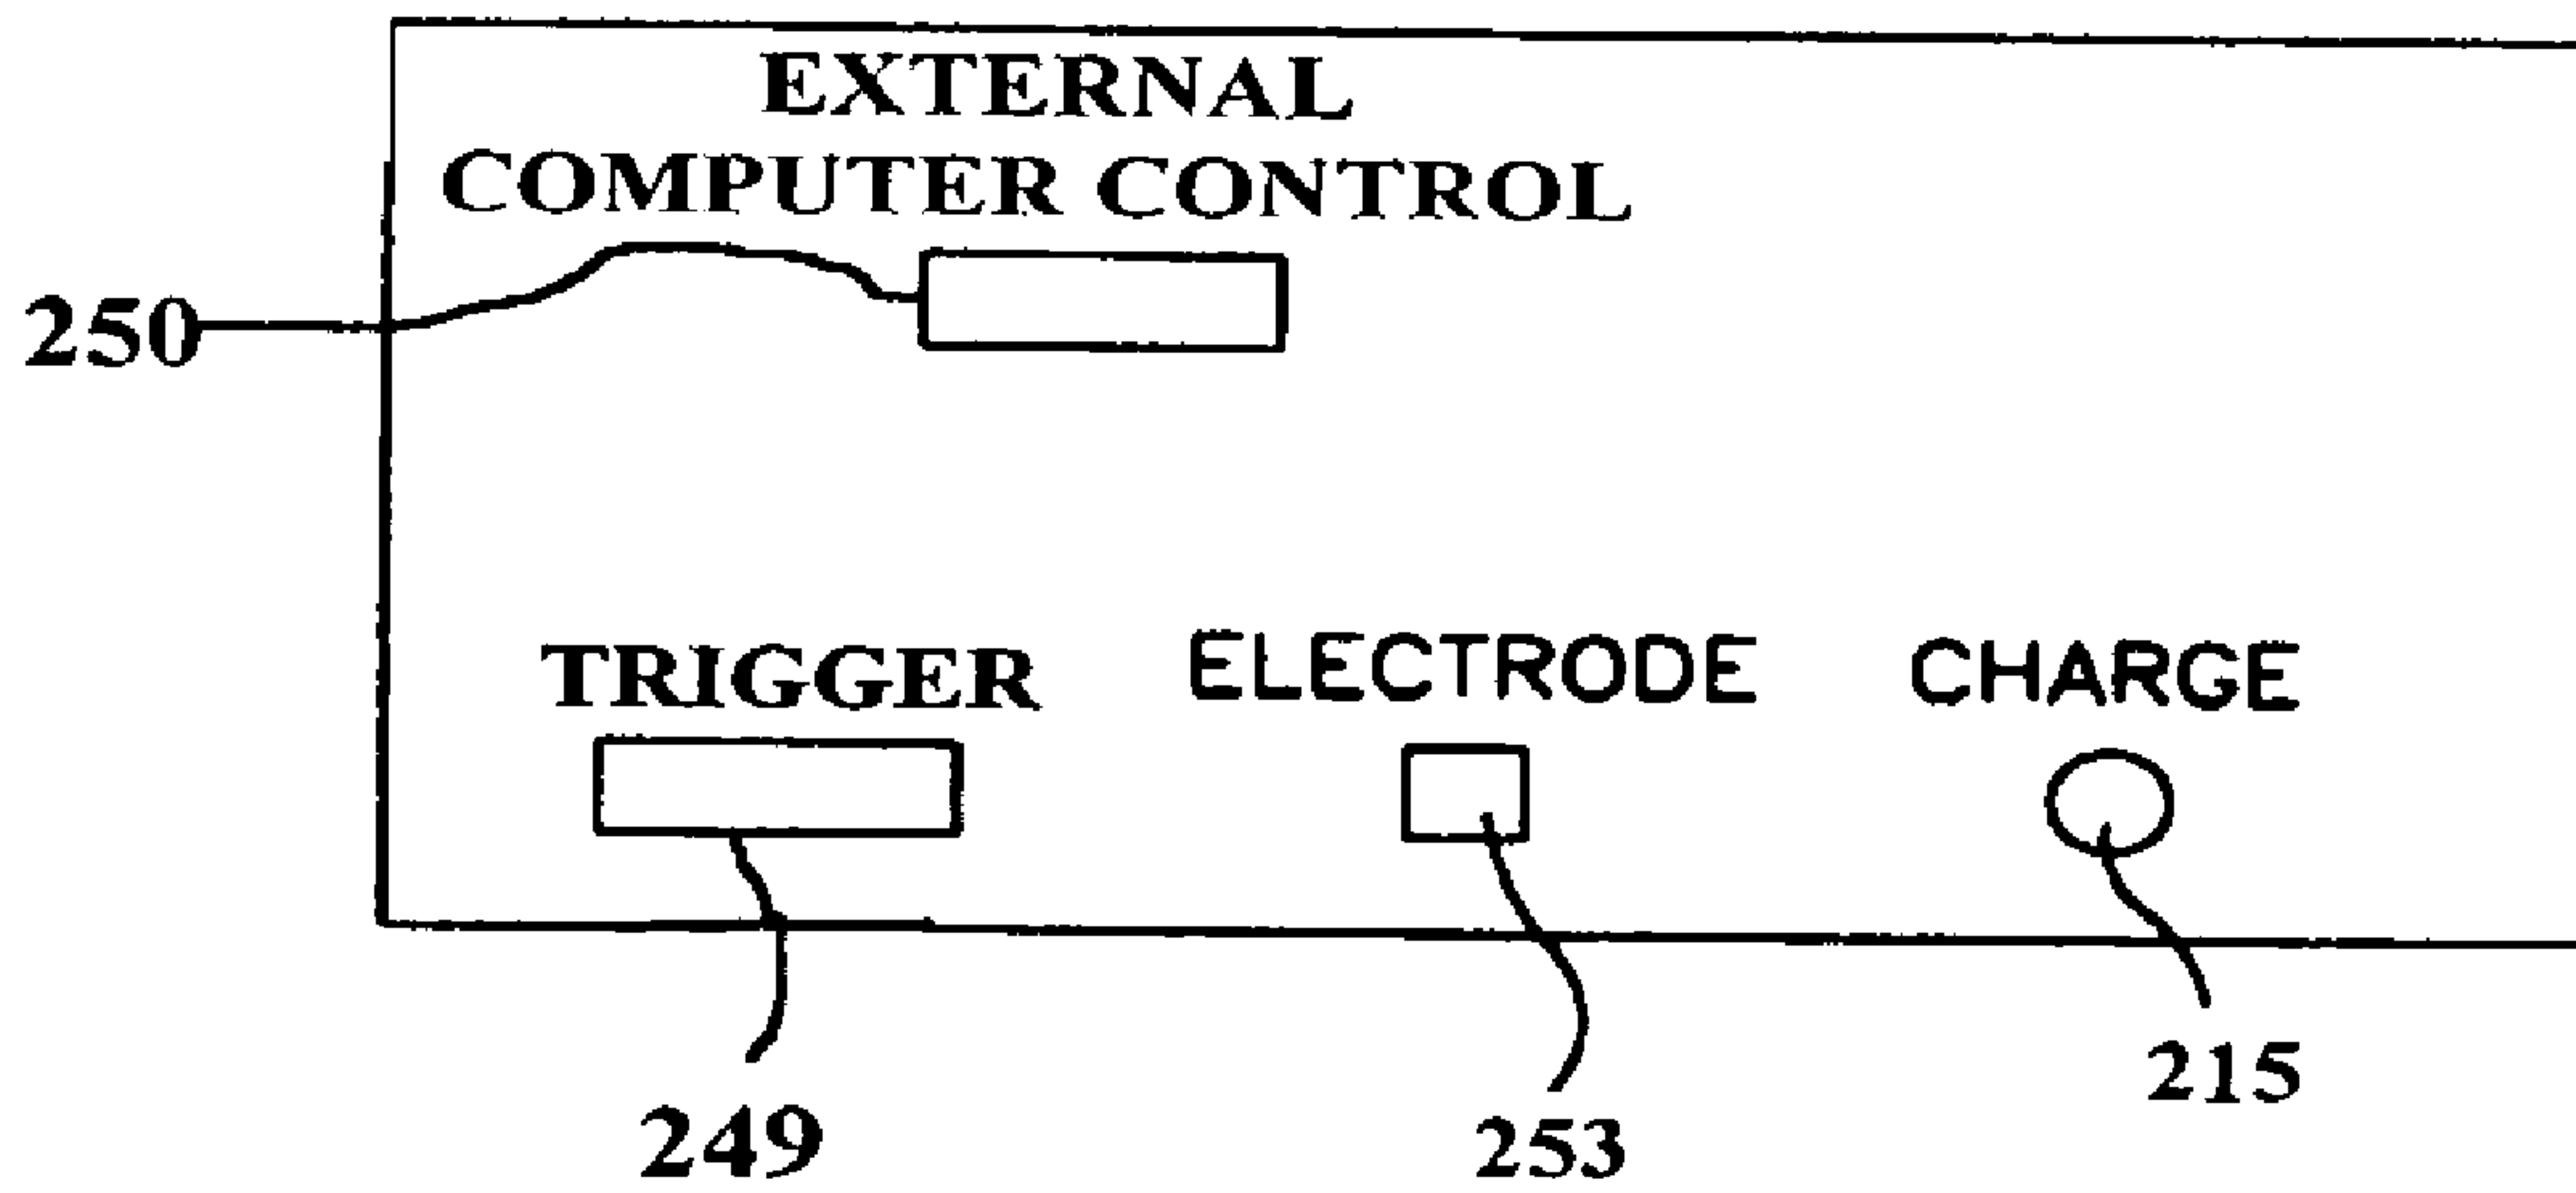 EXTERNAL
COMPUTER CONTROL
250
TRIGGER ELECTRODE CHARGE
249 253 215